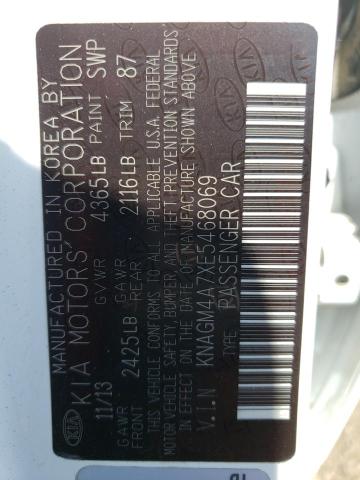 MANUFACTURED IN KOREA BY
KIA KIA MOTORS CORPORATION
11/13 GVWR 4365LB PAINT SWP
GAWR FRONT 2425LB GAWR REAR 2116LB TRIM 87
THIS VEHICLE CONFORMS TO ALL APPLICABLE U.S.A. FEDERAL
MOTOR VEHICLE SAFETY, BUMPER, AND THEFT PREVENTION STANDARDS
IN EFFECT ON THE DATE OF MANUFACTURE SHOWN ABOVE
V.I.N KNAGM4A7XE5468069
TYPE: PASSENGER CAR